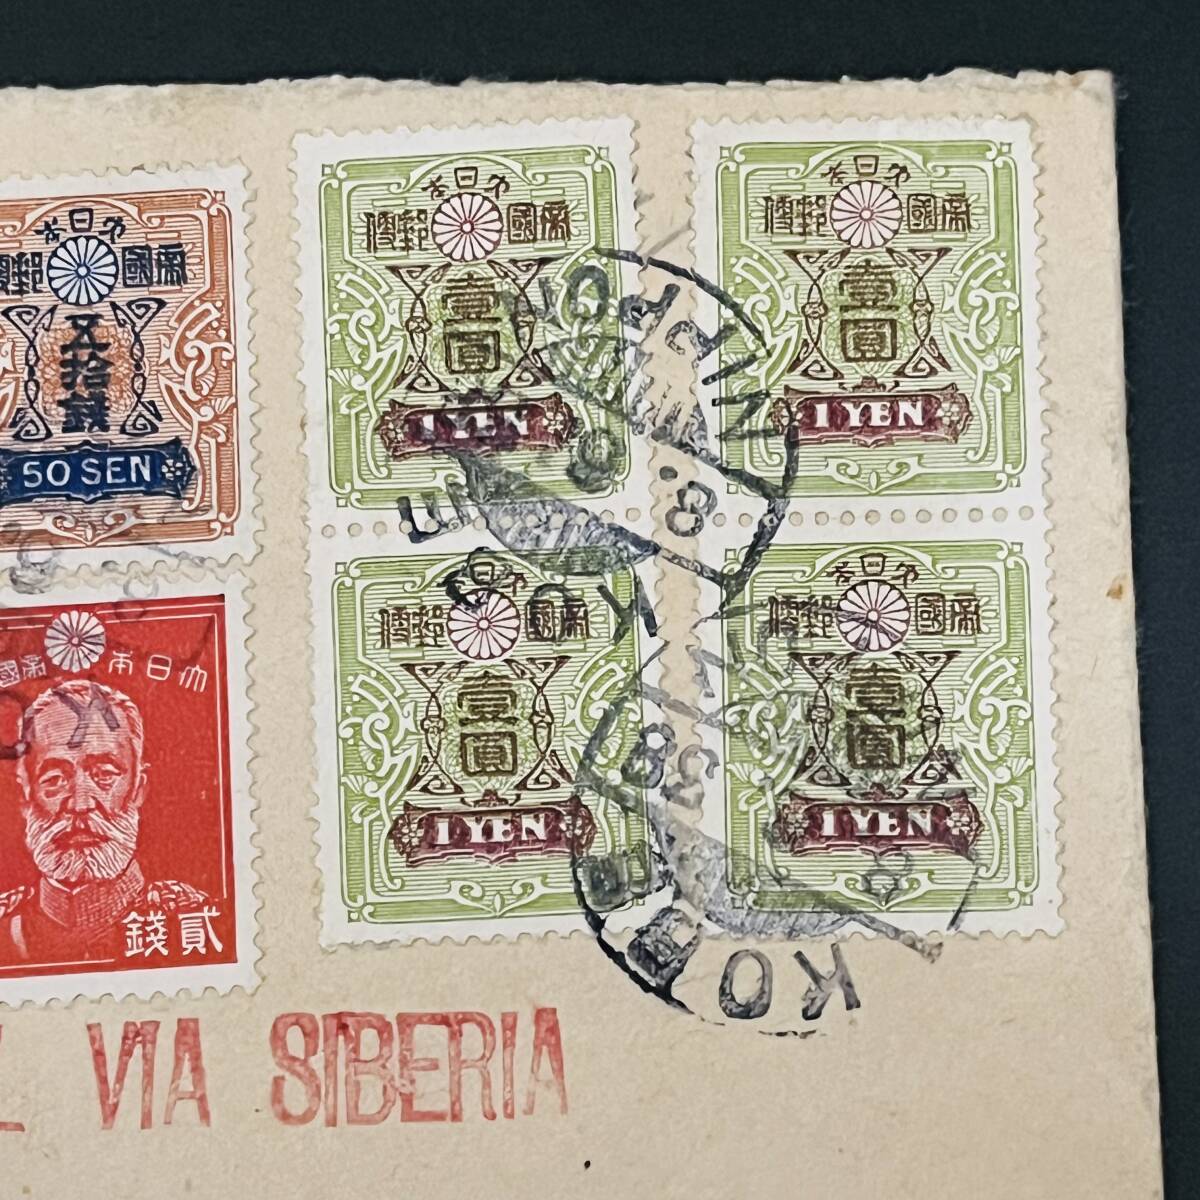 大日本
帝國郵便
五拾錢
50 SEN
大日本帝國
貳錢
大日本
帝國郵便
壹圓
1 YEN
大日本
帝國郵便
壹圓
1 YEN
大日本
帝國郵便
壹圓
1 YEN
大日本
帝國郵便
壹圓
1 YEN
NIPPON
KOBE
VIA SIBERIA